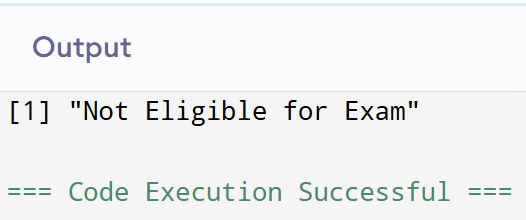 Output
[1] "Not Eligible for Exam"
=== Code Execution Successful ===